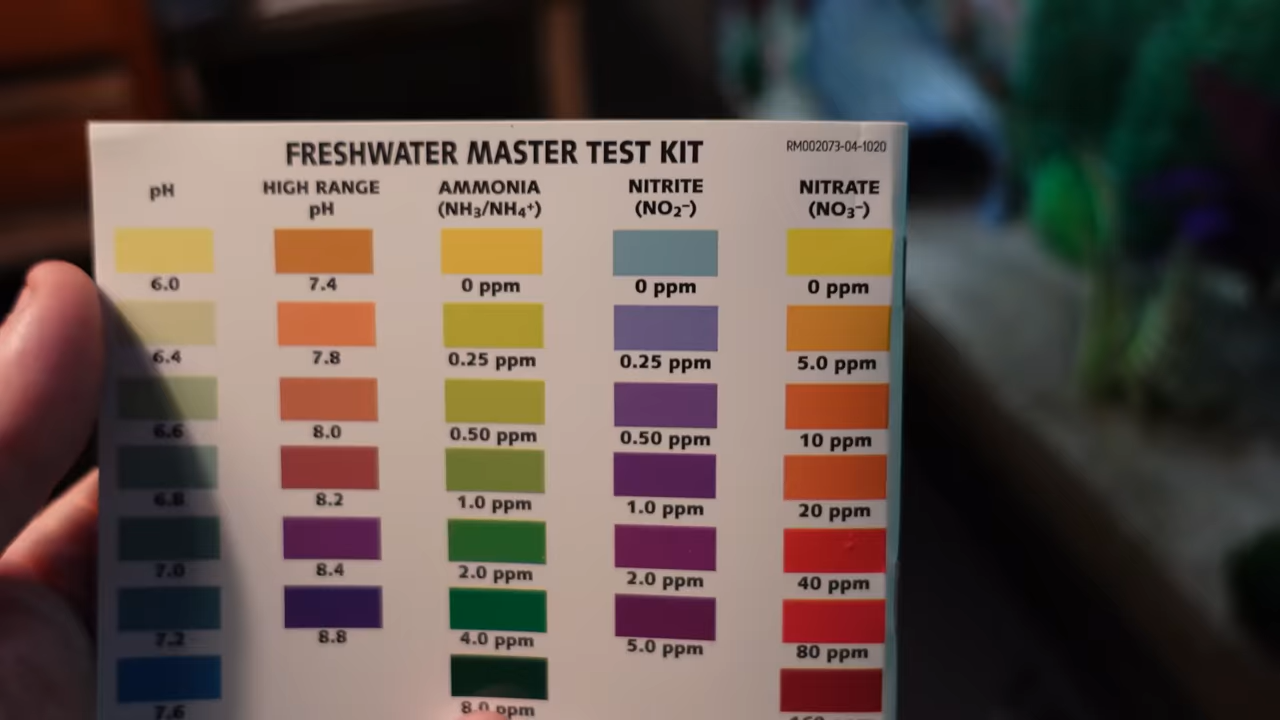 FRESHWATER MASTER TEST KIT
RM002073-04-1020
pH
HIGH RANGE pH
AMMONIA (NH₃/NH₄⁺)
NITRITE (NO₂⁻)
NITRATE (NO₃⁻)
6.0 7.4 0 ppm 0 ppm 0 ppm
6.4 7.8 0.25 ppm 0.25 ppm 5.0 ppm
6.6 8.0 0.50 ppm 0.50 ppm 10 ppm
6.8 8.2 1.0 ppm 1.0 ppm 20 ppm
7.0 8.4 2.0 ppm 2.0 ppm 40 ppm
7.2 8.8 4.0 ppm 5.0 ppm 80 ppm
7.6 8.0 ppm